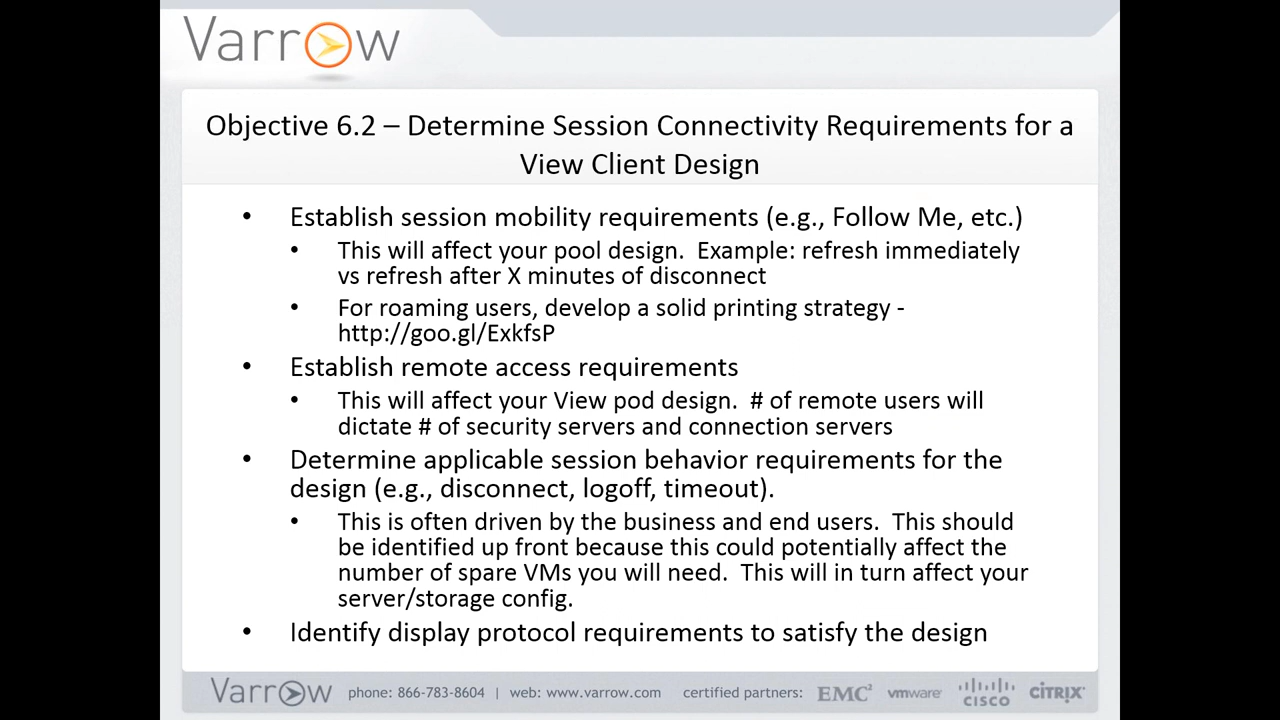 Varrow
Objective 6.2 – Determine Session Connectivity Requirements for a
View Client Design
• Establish session mobility requirements (e.g., Follow Me, etc.)
• This will affect your pool design.  Example: refresh immediately
vs refresh after X minutes of disconnect
• For roaming users, develop a solid printing strategy -
http://goo.gl/ExkfsP
• Establish remote access requirements
• This will affect your View pod design.  # of remote users will
dictate # of security servers and connection servers
• Determine applicable session behavior requirements for the
design (e.g., disconnect, logoff, timeout).
• This is often driven by the business and end users.  This should
be identified up front because this could potentially affect the
number of spare VMs you will need.  This will in turn affect your
server/storage config.
• Identify display protocol requirements to satisfy the design
Varrow phone: 866-783-8604 | web: www.varrow.com certified partners: EMC² vmware CISCO CITRIX